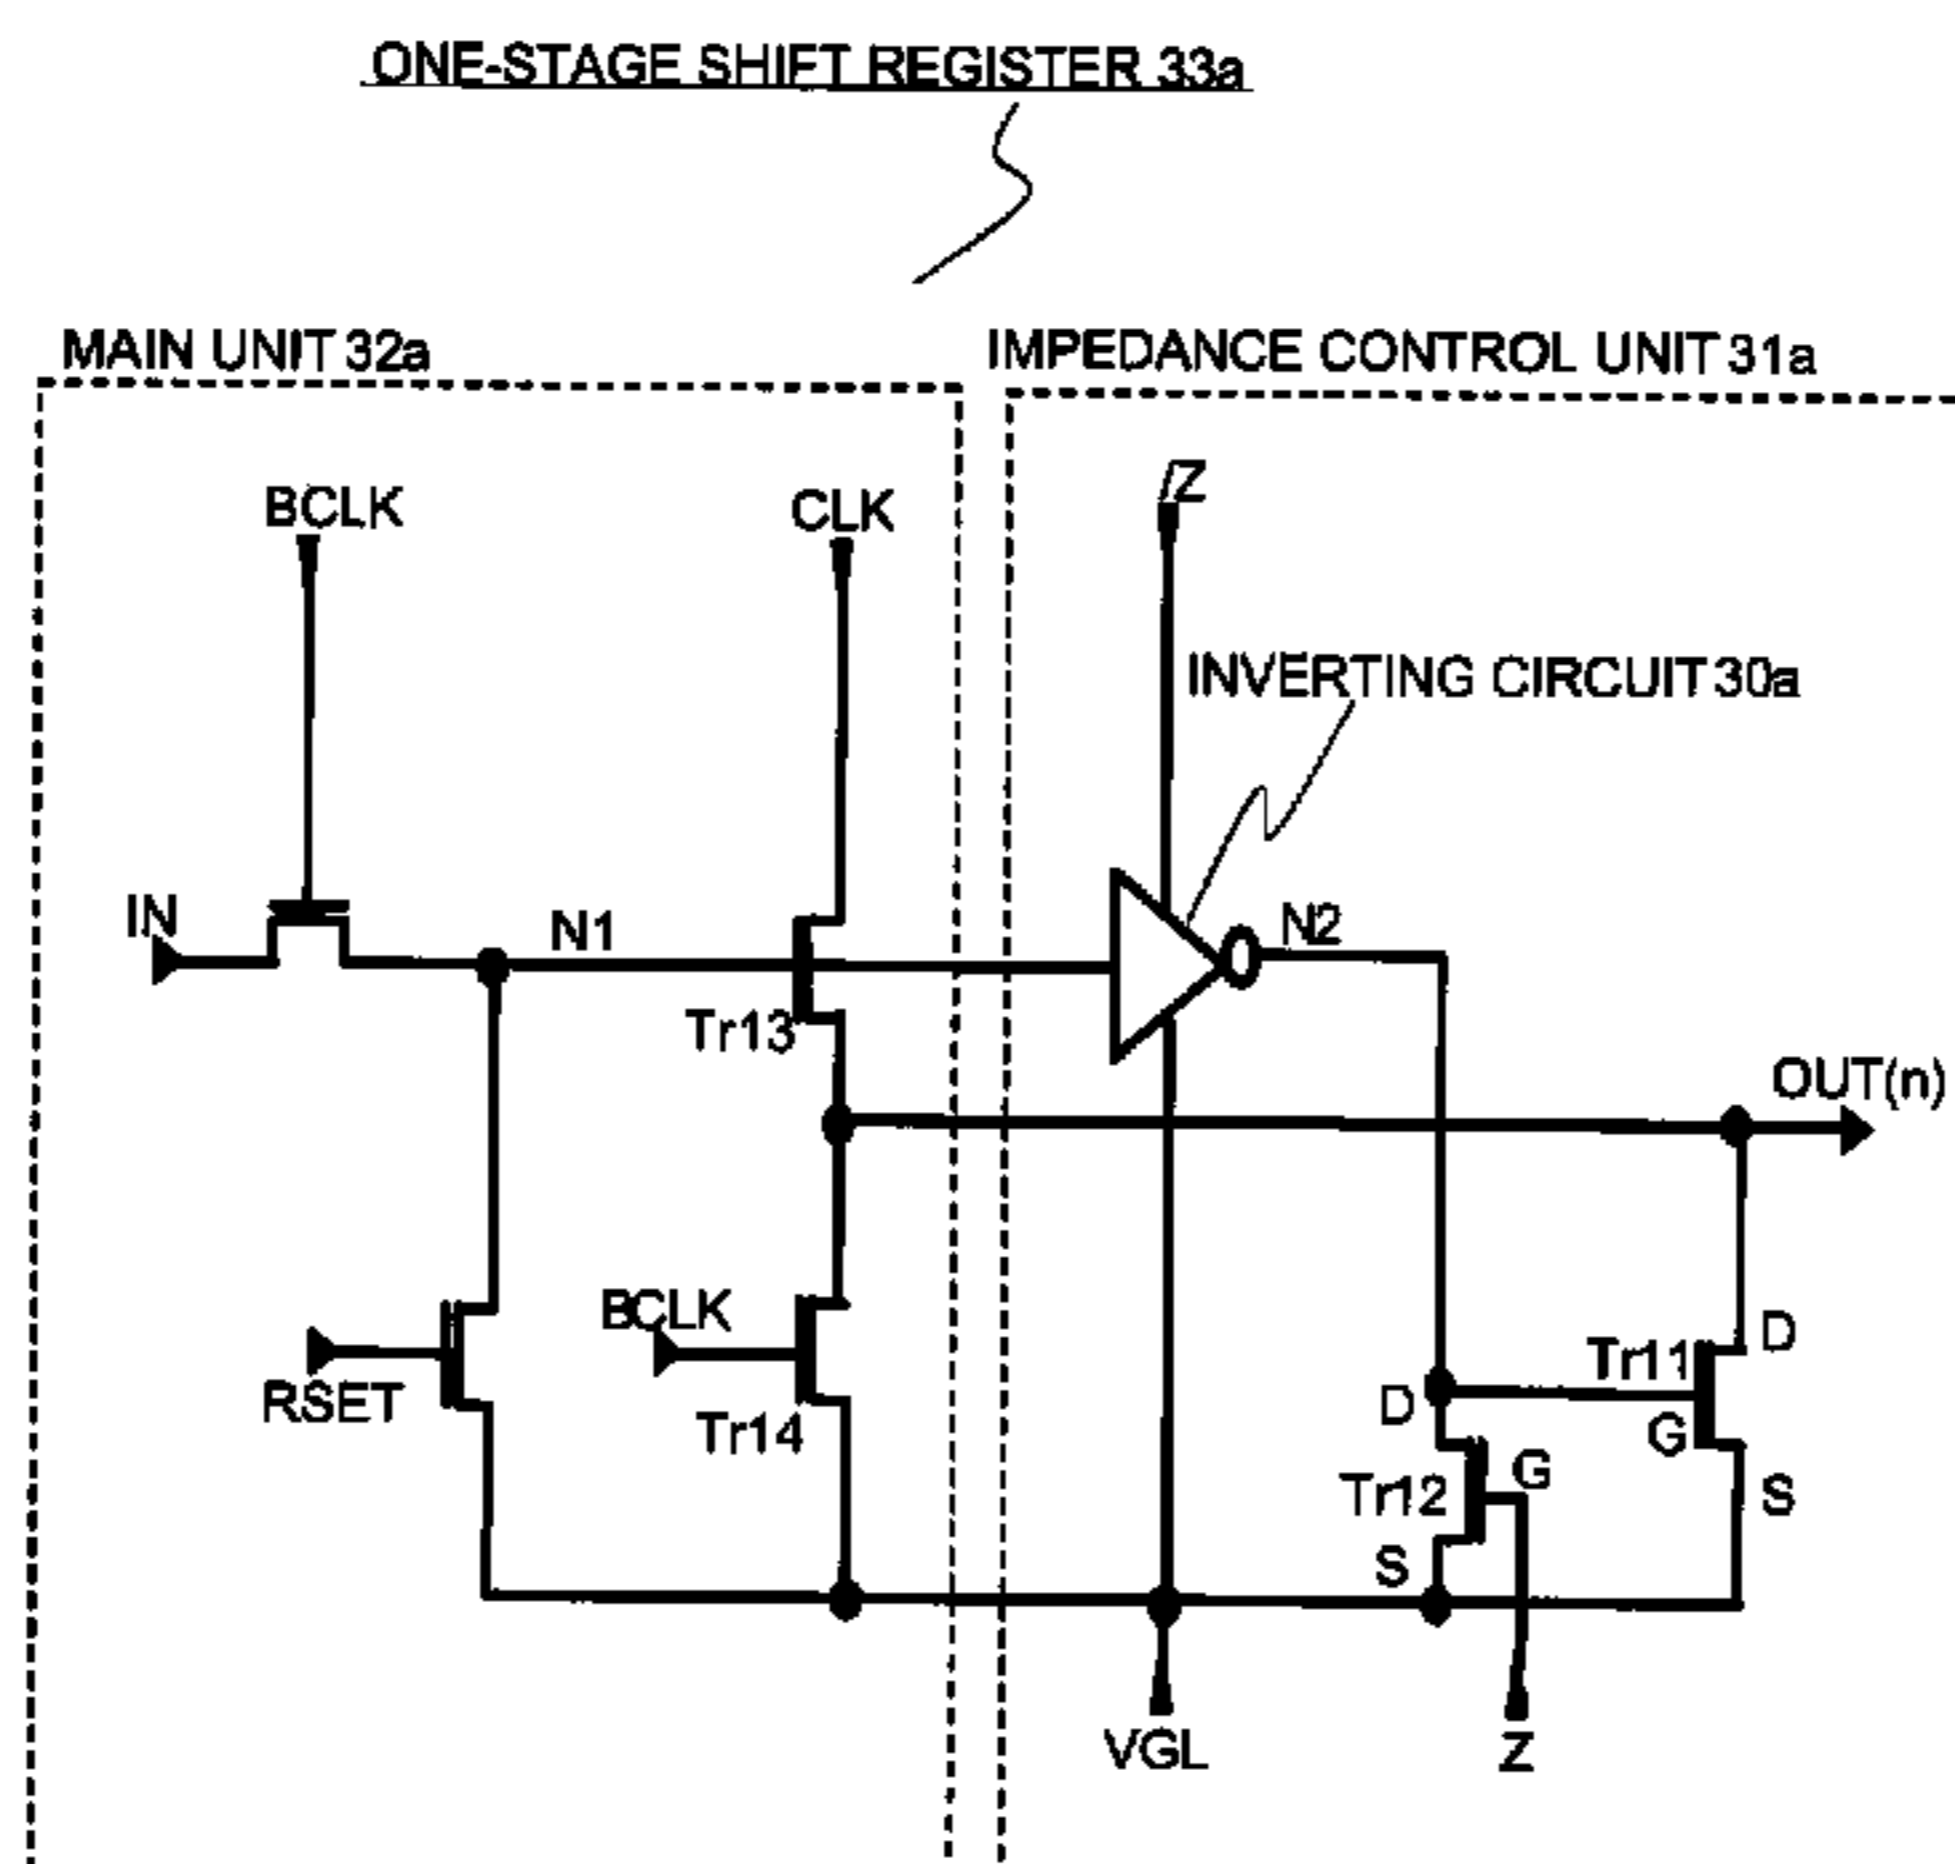 ONE-STAGE SHIFT REGISTER 33a
MAIN UNIT 32a
IMPEDANCE CONTROL UNIT 31a
BCLK
CLK
/Z
INVERTING CIRCUIT 30a
IN
N1
N2
Tr13
OUT(n)
BCLK
Tr11
D
RSET
D
Tr14
G
G
Tr12
S
S
VGL
Z